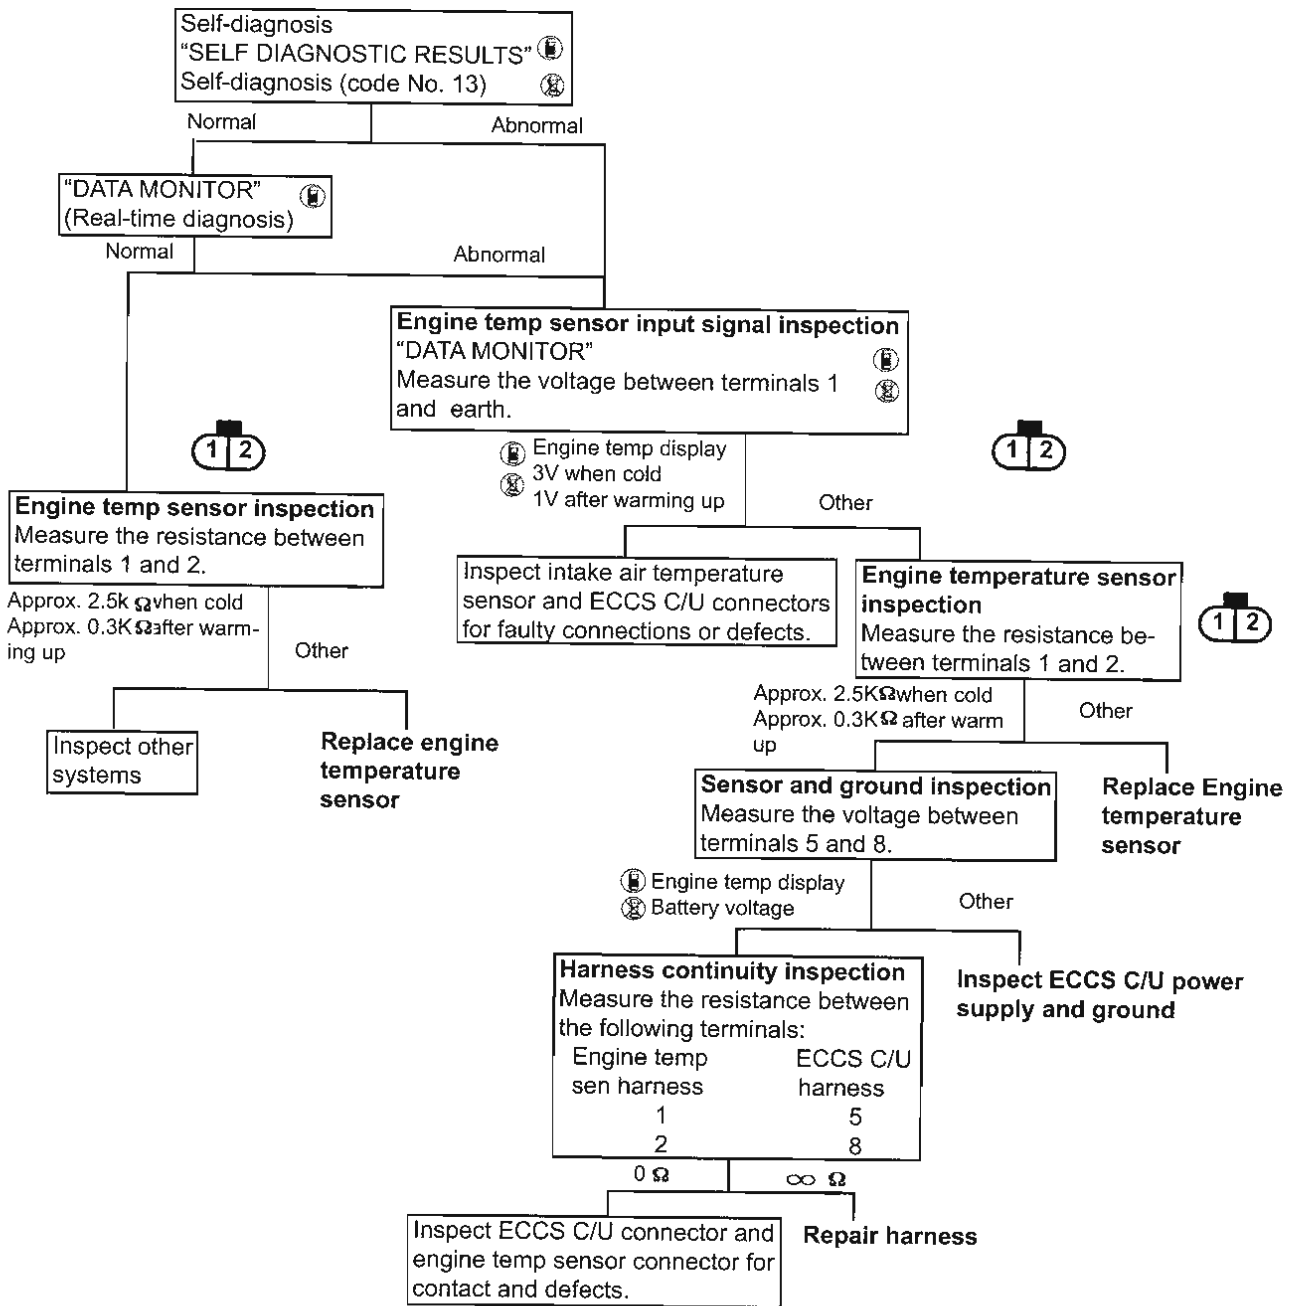 Self-diagnosis
"SELF DIAGNOSTIC RESULTS"
Self-diagnosis (code No. 13)
Normal
Abnormal
"DATA MONITOR"
(Real-time diagnosis)
Normal
Abnormal
Engine temp sensor input signal inspection
"DATA MONITOR"
Measure the voltage between terminals 1
and earth.
1 2
Engine temp sensor inspection
Measure the resistance between
terminals 1 and 2.
Approx. 2.5k Ω when cold
Approx. 0.3KΩ after warm-
ing up
Other
Inspect other
systems
Replace engine
temperature
sensor
Engine temp display
3V when cold
1V after warming up
Other
1 2
Inspect intake air temperature
sensor and ECCS C/U connectors
for faulty connections or defects.
Engine temperature sensor
inspection
Measure the resistance be-
tween terminals 1 and 2.
1 2
Approx. 2.5KΩ when cold
Approx. 0.3KΩ after warm
up
Other
Sensor and ground inspection
Measure the voltage between
terminals 5 and 8.
Replace Engine
temperature
sensor
Engine temp display
Battery voltage
Other
Harness continuity inspection
Measure the resistance between
the following terminals:
Engine temp ECCS C/U
sen harness harness
1 5
2 8
Inspect ECCS C/U power
supply and ground
0 Ω
∞ Ω
Inspect ECCS C/U connector and
engine temp sensor connector for
contact and defects.
Repair harness